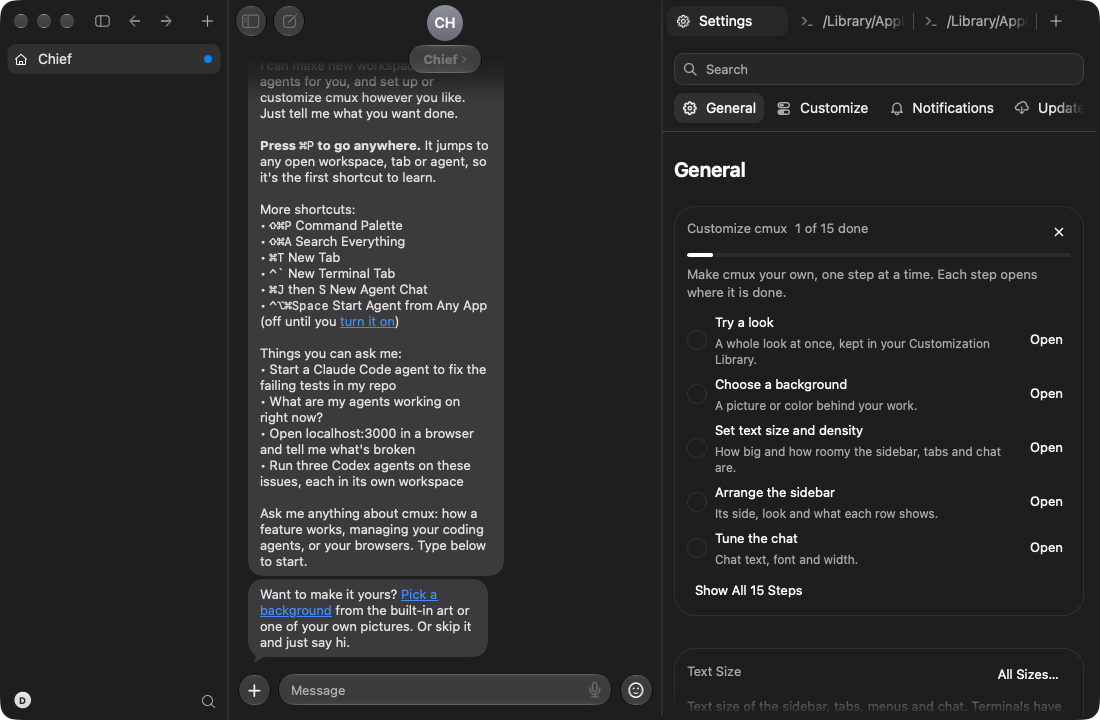 Chief
D
CH
Chief
I can make new workspac
agents for you, and set up or
customize cmux however you like.
Just tell me what you want done.
Press ⌘P to go anywhere. It jumps to
any open workspace, tab or agent, so
it's the first shortcut to learn.
More shortcuts:
• ⇧⌘P Command Palette
• ⇧⌘A Search Everything
• ⌘T New Tab
• ^` New Terminal Tab
• ⌘J then S New Agent Chat
• ^⌥⌘Space Start Agent from Any App
(off until you turn it on)
Things you can ask me:
• Start a Claude Code agent to fix the
failing tests in my repo
• What are my agents working on
right now?
• Open localhost:3000 in a browser
and tell me what's broken
• Run three Codex agents on these
issues, each in its own workspace
Ask me anything about cmux: how a
feature works, managing your coding
agents, or your browsers. Type below
to start.
Want to make it yours? Pick a
background from the built-in art or
one of your own pictures. Or skip it
and just say hi.
Message
Settings
/Library/Appl
/Library/Appl
Search
General
Customize
Notifications
Update
General
Customize cmux 1 of 15 done
Make cmux your own, one step at a time. Each step opens
where it is done.
Try a look
A whole look at once, kept in your Customization
Library.
Open
Choose a background
A picture or color behind your work.
Open
Set text size and density
How big and how roomy the sidebar, tabs and chat
are.
Open
Arrange the sidebar
Its side, look and what each row shows.
Open
Tune the chat
Chat text, font and width.
Open
Show All 15 Steps
Text Size
All Sizes...
Text size of the sidebar, tabs, menus and chat. Terminals have